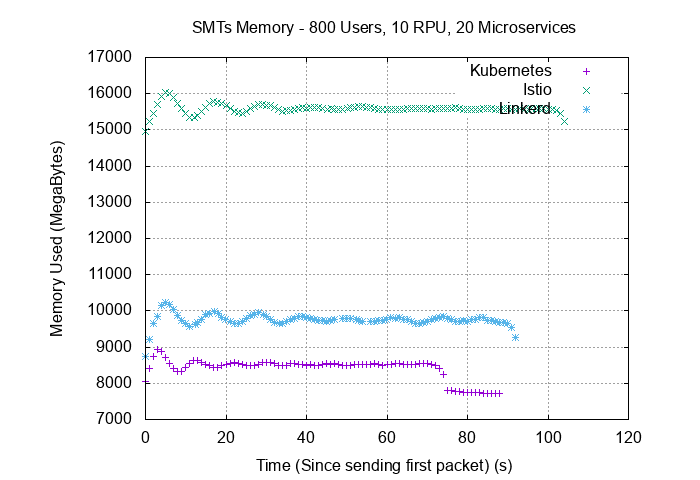 SMTs Memory - 800 Users, 10 RPU, 20 Microservices
17000
16000
15000
14000
13000
12000
11000
10000
9000
8000
7000
Memory Used (MegaBytes)
Kubernetes
Istio
Linkerd
0 20 40 60 80 100 120
Time (Since sending first packet) (s)